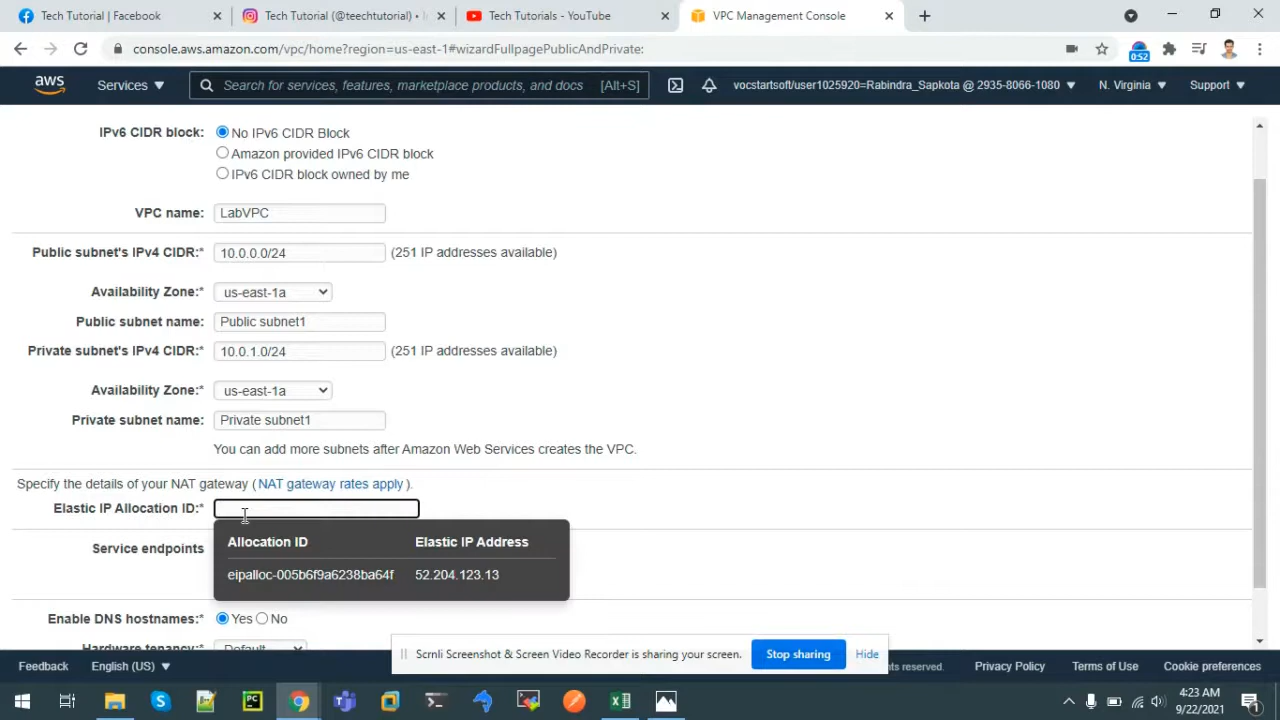 Tech Tutorial | Facebook
Tech Tutorial (@teechtutorial) • I
Tech Tutorials - YouTube
VPC Management Console
console.aws.amazon.com/vpc/home?region=us-east-1#wizardFullpagePublicAndPrivate:
0:52
aws
Services
Search for services, features, marketplace products, and docs [Alt+S]
vocstartsoft/user1025920=Rabindra_Sapkota @ 2935-8066-1080
N. Virginia
Support
IPv6 CIDR block: No IPv6 CIDR Block
Amazon provided IPv6 CIDR block
IPv6 CIDR block owned by me
VPC name: LabVPC
Public subnet's IPv4 CIDR:* 10.0.0.0/24 (251 IP addresses available)
Availability Zone:* us-east-1a
Public subnet name: Public subnet1
Private subnet's IPv4 CIDR:* 10.0.1.0/24 (251 IP addresses available)
Availability Zone:* us-east-1a
Private subnet name: Private subnet1
You can add more subnets after Amazon Web Services creates the VPC.
Specify the details of your NAT gateway (NAT gateway rates apply ).
Elastic IP Allocation ID:*
Allocation ID Elastic IP Address
Service endpoints
eipalloc-005b6f9a6238ba64f 52.204.123.13
Enable DNS hostnames:* Yes No
Hardware tenancy:* Default
Scrnli Screenshot & Screen Video Recorder is sharing your screen. Stop sharing Hide
Feedback English (US) ts reserved. Privacy Policy Terms of Use Cookie preferences
PC
4:23 AM
9/22/2021
1